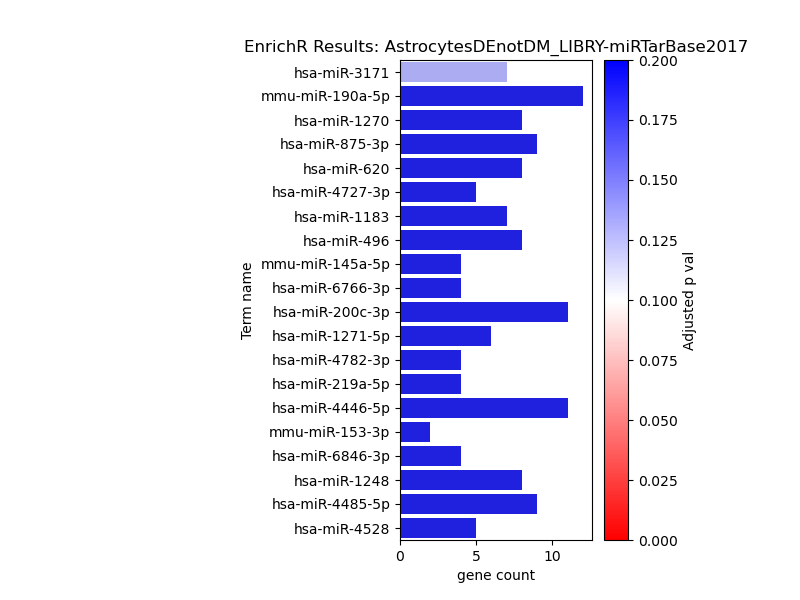 EnrichR Results: AstrocytesDEnotDM_LIBRY-miRTarBase2017
hsa-miR-3171
mmu-miR-190a-5p
hsa-miR-1270
hsa-miR-875-3p
hsa-miR-620
hsa-miR-4727-3p
hsa-miR-1183
hsa-miR-496
mmu-miR-145a-5p
hsa-miR-6766-3p
hsa-miR-200c-3p
hsa-miR-1271-5p
hsa-miR-4782-3p
hsa-miR-219a-5p
hsa-miR-4446-5p
mmu-miR-153-3p
hsa-miR-6846-3p
hsa-miR-1248
hsa-miR-4485-5p
hsa-miR-4528
Term name
0 5 10
gene count
0.200
0.175
0.150
0.125
0.100
0.075
0.050
0.025
0.000
Adjusted p val